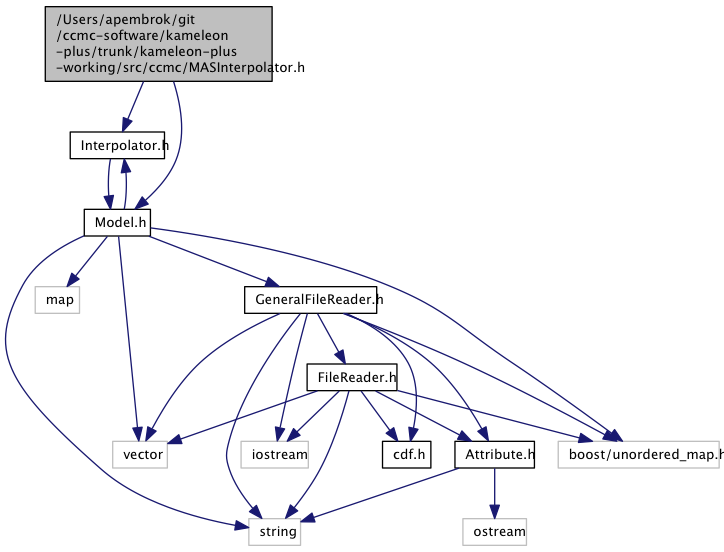 /Users/apembrok/git
/ccmc-software/kameleon
-plus/trunk/kameleon-plus
-working/src/ccmc/MASInterpolator.h
Interpolator.h
Model.h
map
GeneralFileReader.h
FileReader.h
vector
iostream
cdf.h
Attribute.h
boost/unordered_map.h
string
ostream